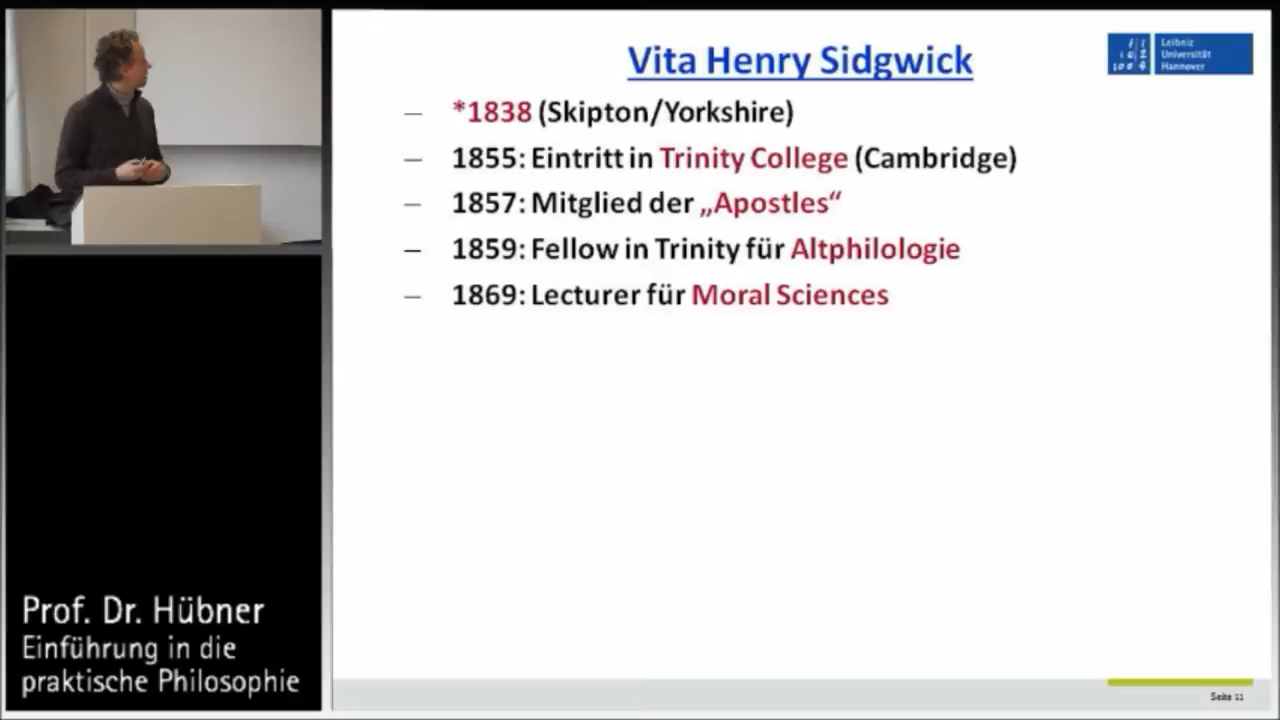 Vita Henry Sidgwick
Leibniz
Universität
Hannover
– *1838 (Skipton/Yorkshire)
– 1855: Eintritt in Trinity College (Cambridge)
– 1857: Mitglied der „Apostles“
– 1859: Fellow in Trinity für Altphilologie
– 1869: Lecturer für Moral Sciences
Prof. Dr. Hübner
Einführung in die
praktische Philosophie
Seite 11